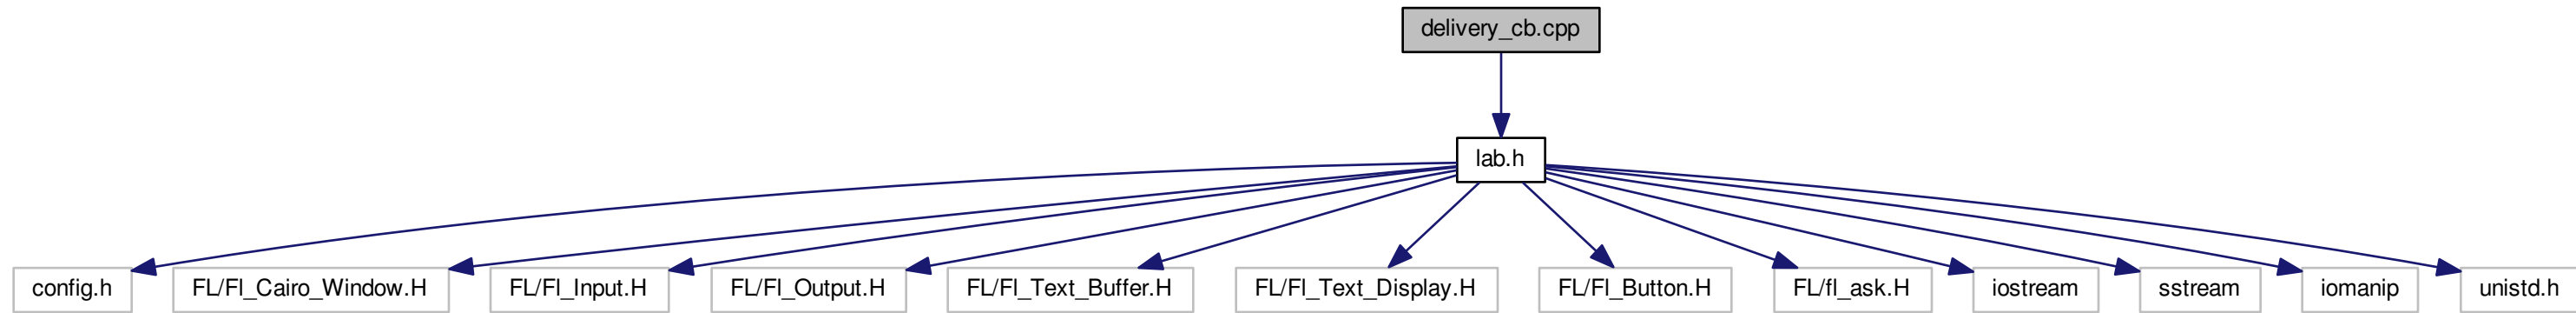 delivery_cb.cpp
lab.h
config.h
FL/Fl_Cairo_Window.H
FL/Fl_Input.H
FL/Fl_Output.H
FL/Fl_Text_Buffer.H
FL/Fl_Text_Display.H
FL/Fl_Button.H
FL/fl_ask.H
iostream
sstream
iomanip
unistd.h